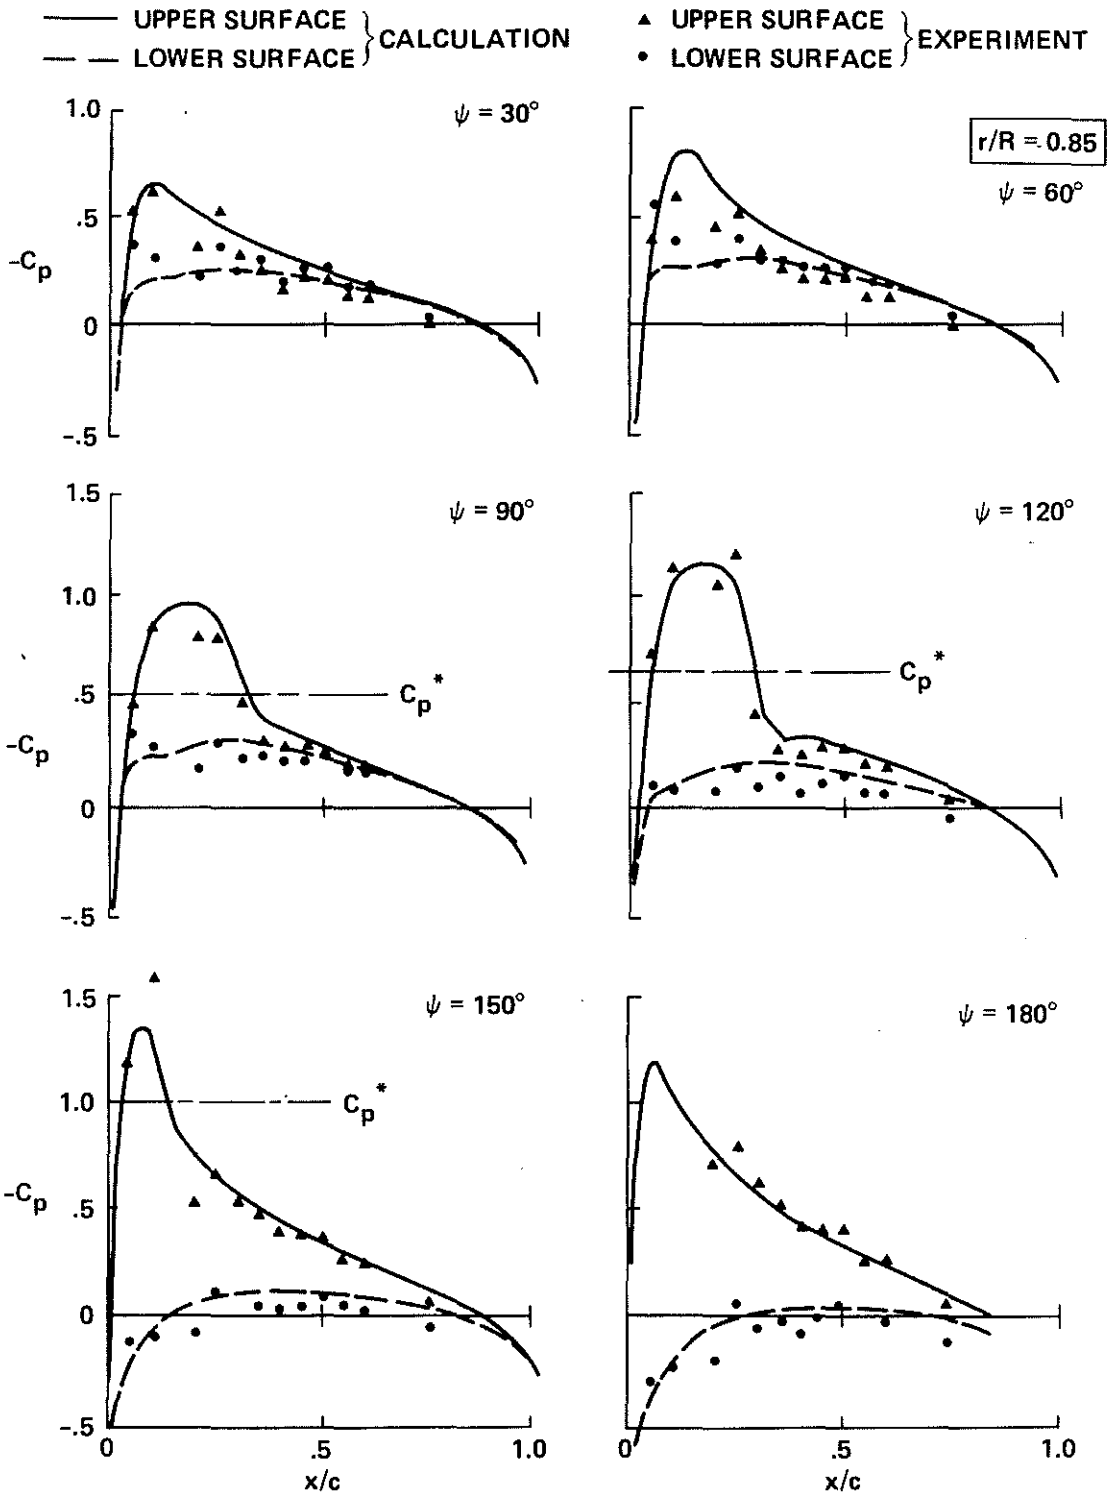 UPPER SURFACE
LOWER SURFACE
CALCULATION
UPPER SURFACE
LOWER SURFACE
EXPERIMENT
r/R = 0.85
ψ = 30°
1.0
.5
0
-.5
-Cp
ψ = 60°
ψ = 90°
1.5
1.0
.5
0
-.5
-Cp
Cp*
ψ = 120°
Cp*
ψ = 150°
1.5
1.0
.5
0
-.5
-Cp
Cp*
0
.5
1.0
x/c
ψ = 180°
0
.5
1.0
x/c